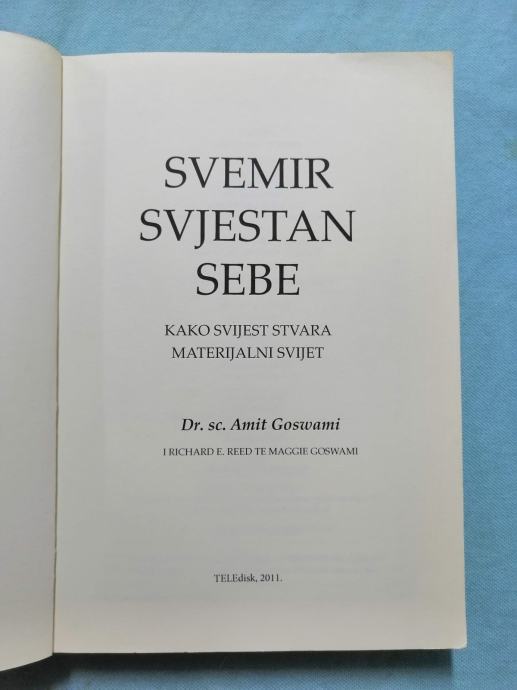 SVEMIR
SVJESTAN
SEBE
KAKO SVIJEST STVARA
MATERIJALNI SVIJET
Dr. sc. Amit Goswami
I RICHARD E. REED TE MAGGIE GOSWAMI
TELEdisk, 2011.